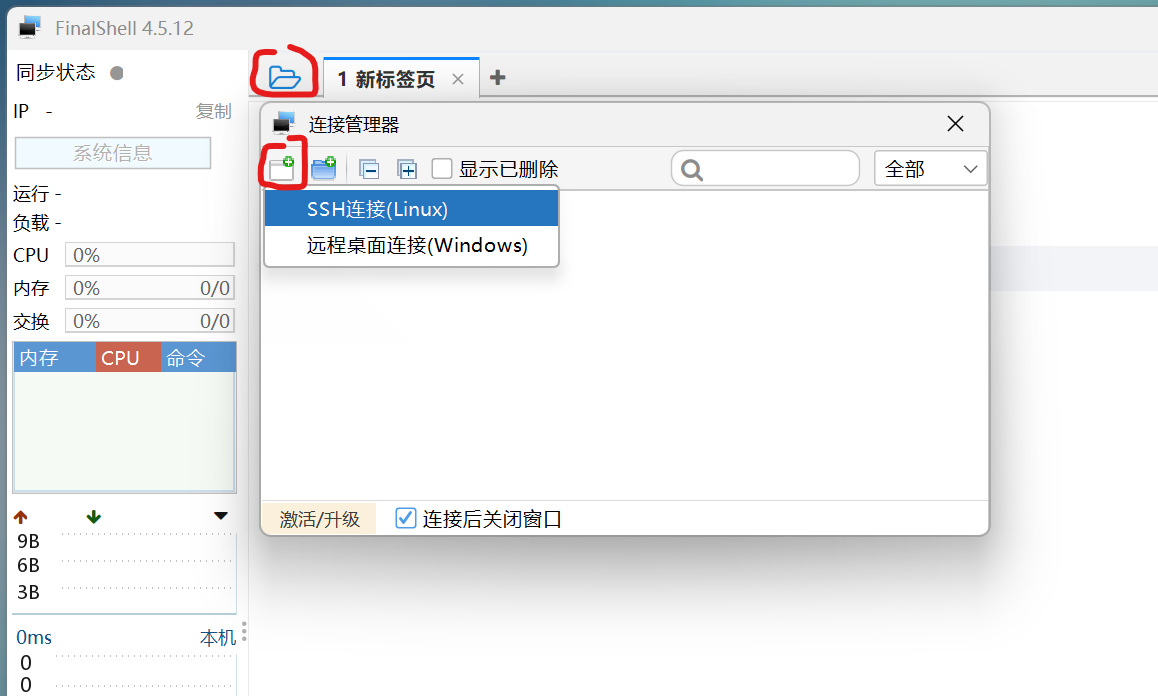 FinalShell 4.5.12
同步状态
IP -
复制
系统信息
运行 -
负载 -
CPU 0%
内存 0% 0/0
交换 0% 0/0
内存 CPU 命令
9B
6B
3B
0ms 本机
0
0
1 新标签页
连接管理器
显示已删除
全部
SSH连接(Linux)
远程桌面连接(Windows)
激活/升级
连接后关闭窗口